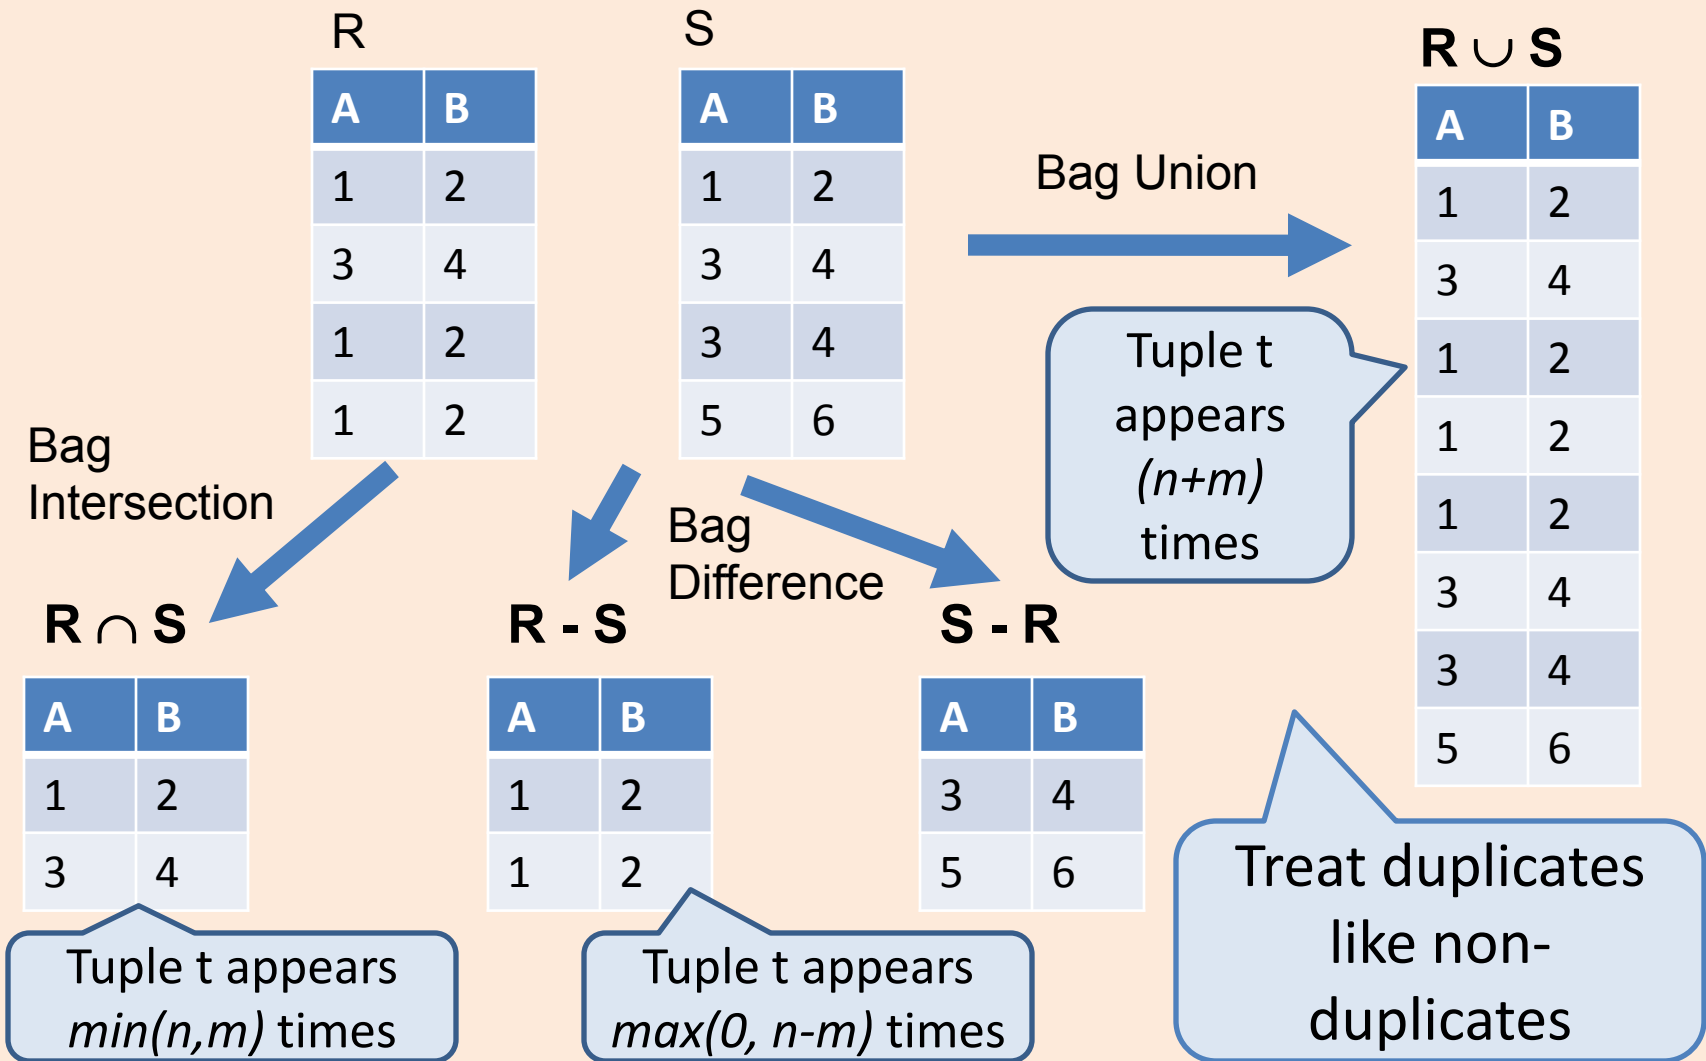 R
A B
1 2
3 4
1 2
1 2
S
A B
1 2
3 4
3 4
5 6
Bag Union
R ∪ S
A B
1 2
3 4
1 2
1 2
1 2
3 4
3 4
5 6
Tuple t
appears
(n+m)
times
Bag
Intersection
Bag
Difference
R ∩ S
A B
1 2
3 4
R - S
A B
1 2
1 2
S - R
A B
3 4
5 6
Tuple t appears
min(n,m) times
Tuple t appears
max(0, n-m) times
Treat duplicates
like non-
duplicates